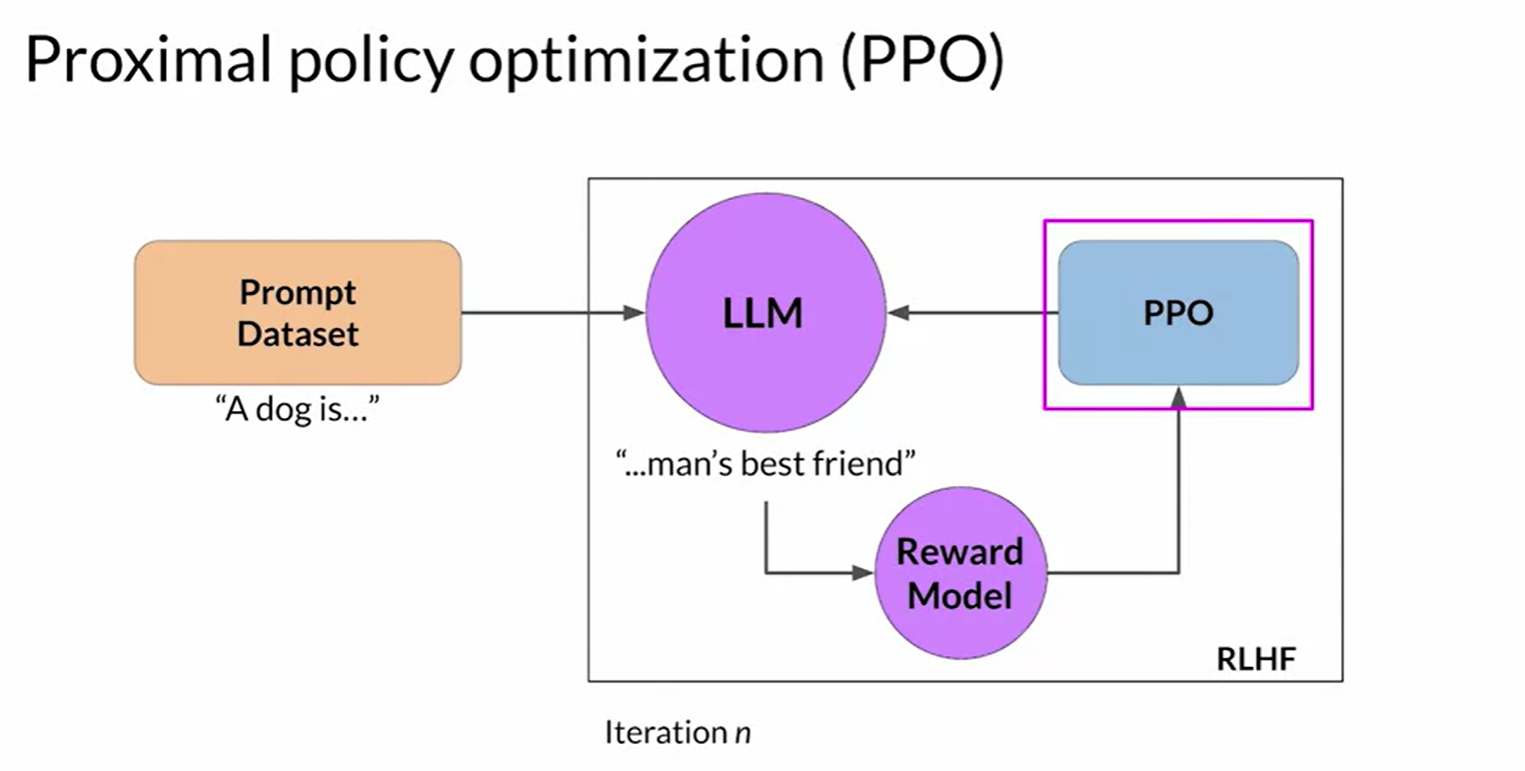 Proximal policy optimization (PPO)
Prompt
Dataset
“A dog is...”
LLM
PPO
“...man’s best friend”
Reward
Model
RLHF
Iteration n